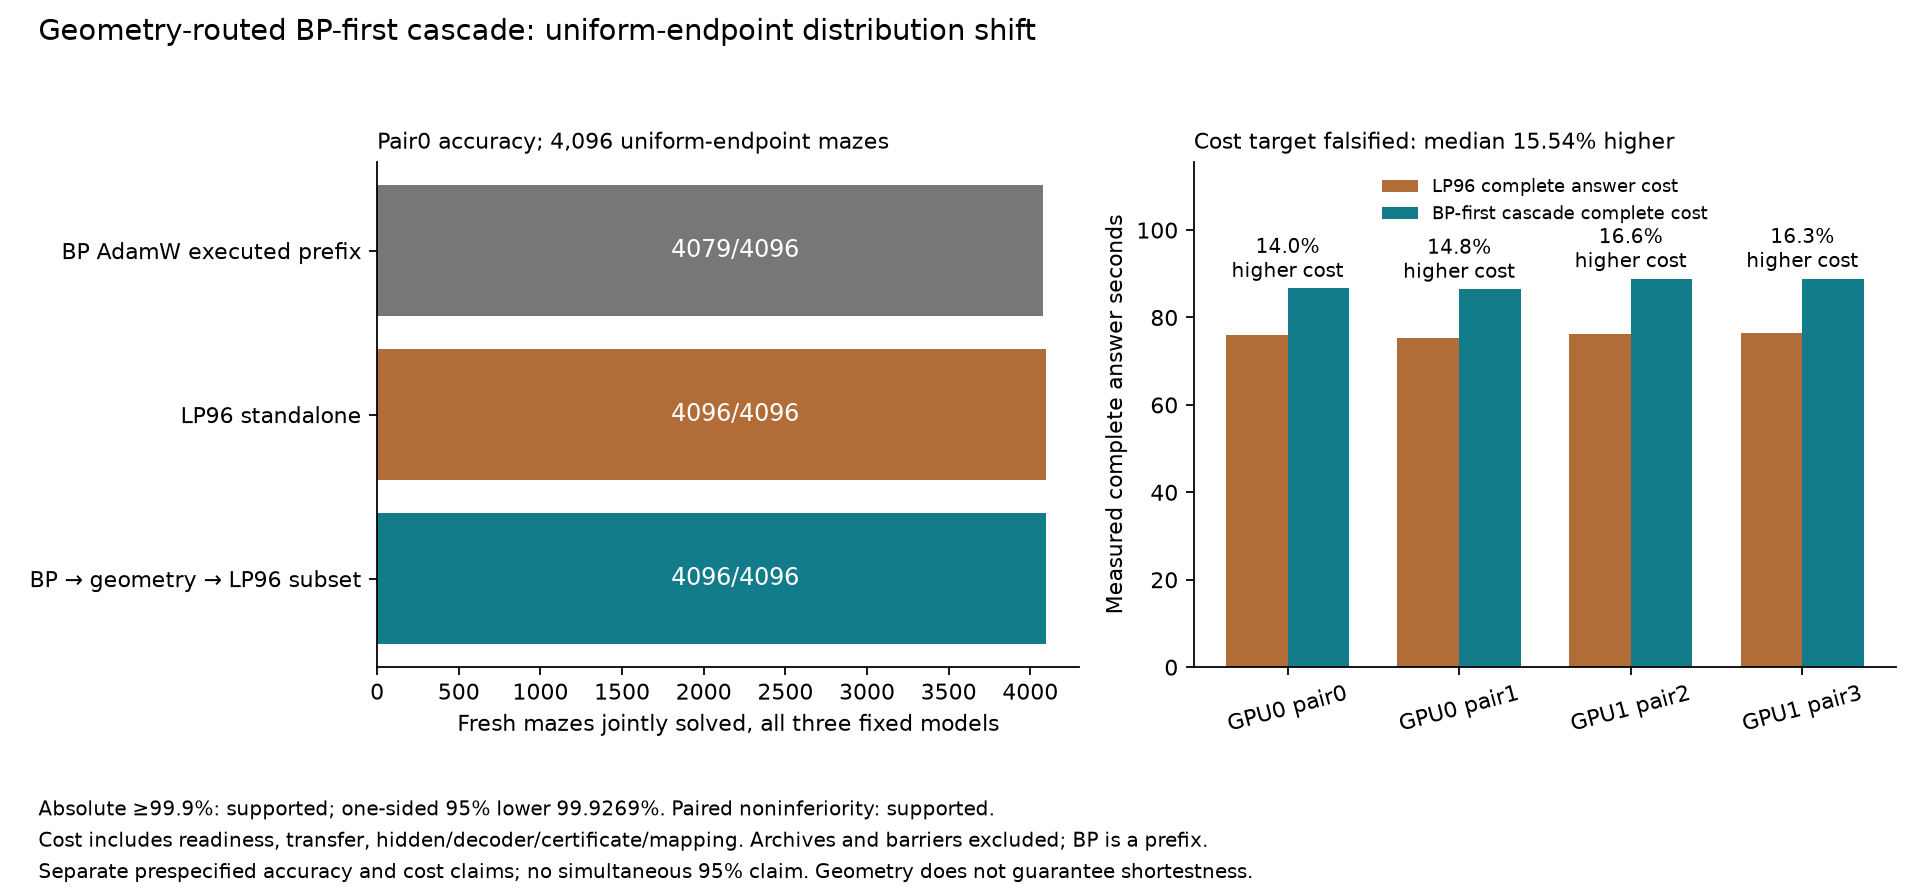 Geometry-routed BP-first cascade: uniform-endpoint distribution shift
Pair0 accuracy; 4,096 uniform-endpoint mazes
BP AdamW executed prefix
4079/4096
LP96 standalone
4096/4096
BP → geometry → LP96 subset
4096/4096
0 500 1000 1500 2000 2500 3000 3500 4000
Fresh mazes jointly solved, all three fixed models
Cost target falsified: median 15.54% higher
LP96 complete answer cost
BP-first cascade complete cost
Measured complete answer seconds
100
80
60
40
20
0
14.0%
higher cost
14.8%
higher cost
16.6%
higher cost
16.3%
higher cost
GPU0 pair0
GPU0 pair1
GPU1 pair2
GPU1 pair3
Absolute ≥99.9%: supported; one-sided 95% lower 99.9269%. Paired noninferiority: supported.
Cost includes readiness, transfer, hidden/decoder/certificate/mapping. Archives and barriers excluded; BP is a prefix.
Separate prespecified accuracy and cost claims; no simultaneous 95% claim. Geometry does not guarantee shortestness.